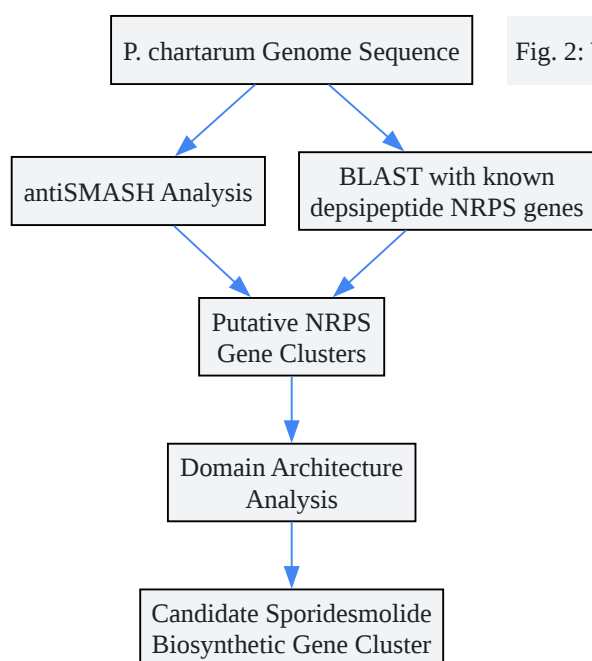 P. chartarum Genome Sequence
Fig. 2:
antiSMASH Analysis
BLAST with known
depsipeptide NRPS genes
Putative NRPS
Gene Clusters
Domain Architecture
Analysis
Candidate Sporidesmolide
Biosynthetic Gene Cluster